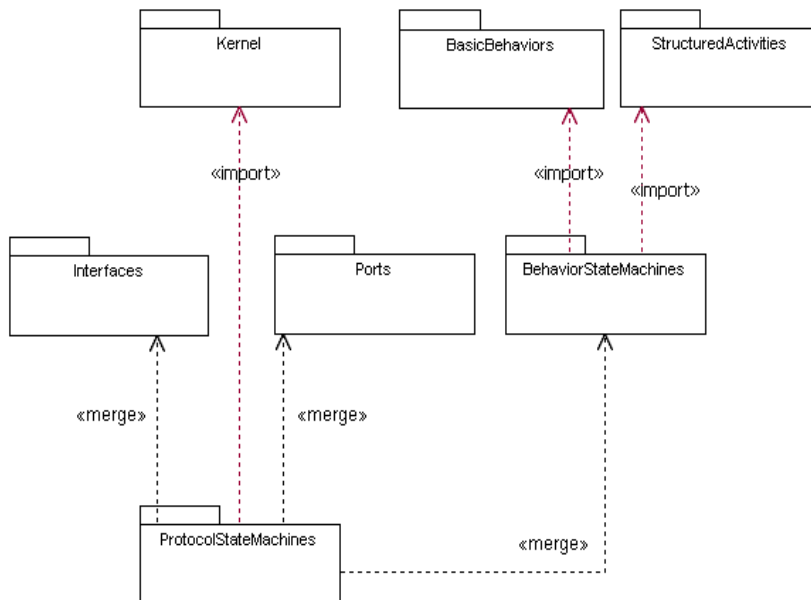 Kernel
BasicBehaviors
StructuredActivities
«import»
«import»
«import»
Interfaces
Ports
BehaviorStateMachines
«merge»
«merge»
ProtocolStateMachines
«merge»